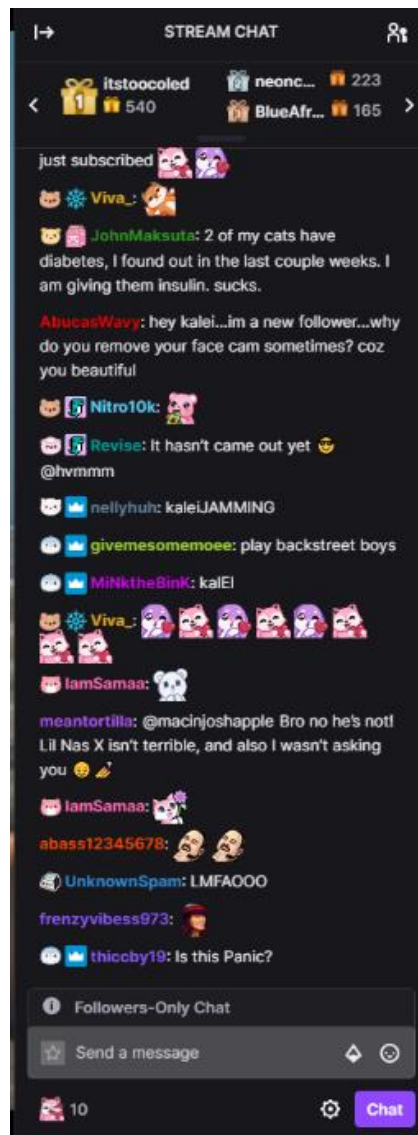 STREAM CHAT
1 itstoocoled 540
2 neonc... 223
3 BlueAfr... 165
just subscribed
Viva_:
JohnMaksuta: 2 of my cats have
diabetes, I found out in the last couple weeks. I
am giving them insulin. sucks.
AbucasWavy: hey kalei...im a new follower...why
do you remove your face cam sometimes? coz
you beautiful
Nitro10k:
Revise: It hasn't came out yet 😎
@hvmmm
nellyhuh: kaleiJAMMING
givemesomemoee: play backstreet boys
MiNktheBinK: kalEI
Viva_:
IamSamaa:
meantortilla: @macinjoshapple Bro no he's not!
Lil Nas X isn't terrible, and also I wasn't asking
you 😑 💅
IamSamaa:
abass12345678:
UnknownSpam: LMFAOOO
frenzyvibess973:
thiccby19: Is this Panic?
Followers-Only Chat
Send a message
10
Chat